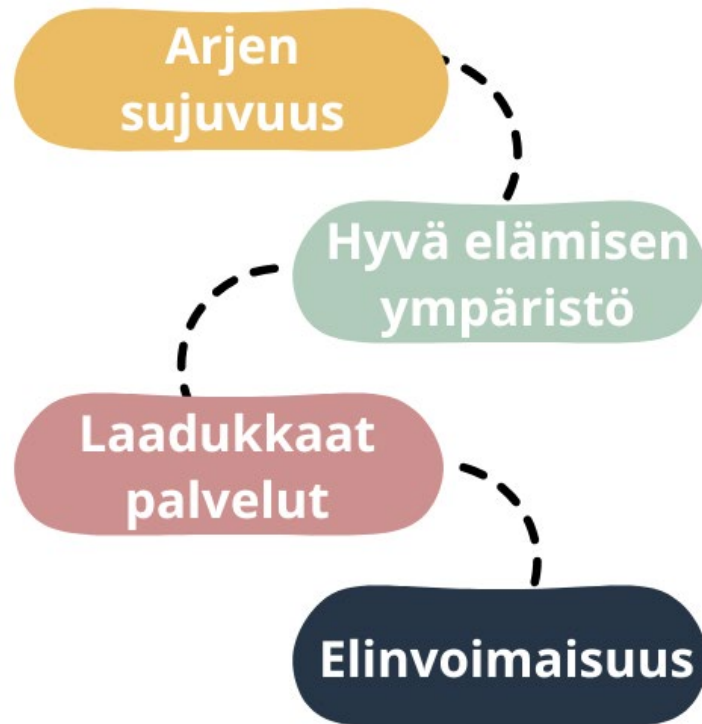 Arjen
sujuvuus
Hyvä elämisen
ympäristö
Laadukkaat
palvelut
Elinvoimaisuus